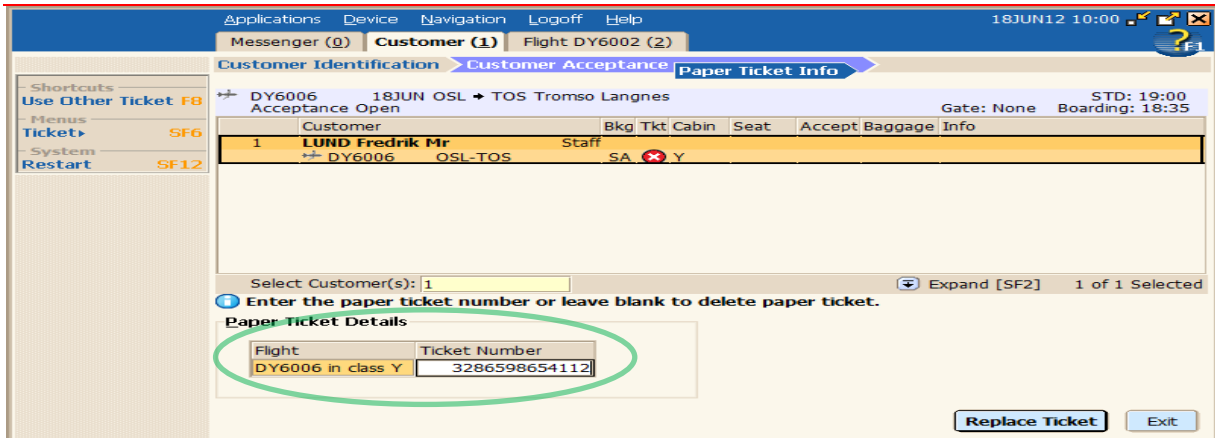 Applications Device Navigation Logoff Help 18JUN12 10:00
Messenger (0) Customer (1) Flight DY6002 (2)
?F1
Customer Identification Customer Acceptance Paper Ticket Info
Shortcuts
Use Other Ticket F8
Menus
Ticket SF6
System
Restart SF12
DY6006 18JUN OSL → TOS Tromso Langnes STD: 19:00
Acceptance Open Gate: None Boarding: 18:35
Customer Bkg Tkt Cabin Seat Accept Baggage Info
1 LUND Fredrik Mr Staff
DY6006 OSL-TOS SA Y
Select Customer(s): 1 Expand [SF2] 1 of 1 Selected
Enter the paper ticket number or leave blank to delete paper ticket.
Paper Ticket Details
Flight Ticket Number
DY6006 in class Y 3286598654112
Replace Ticket Exit